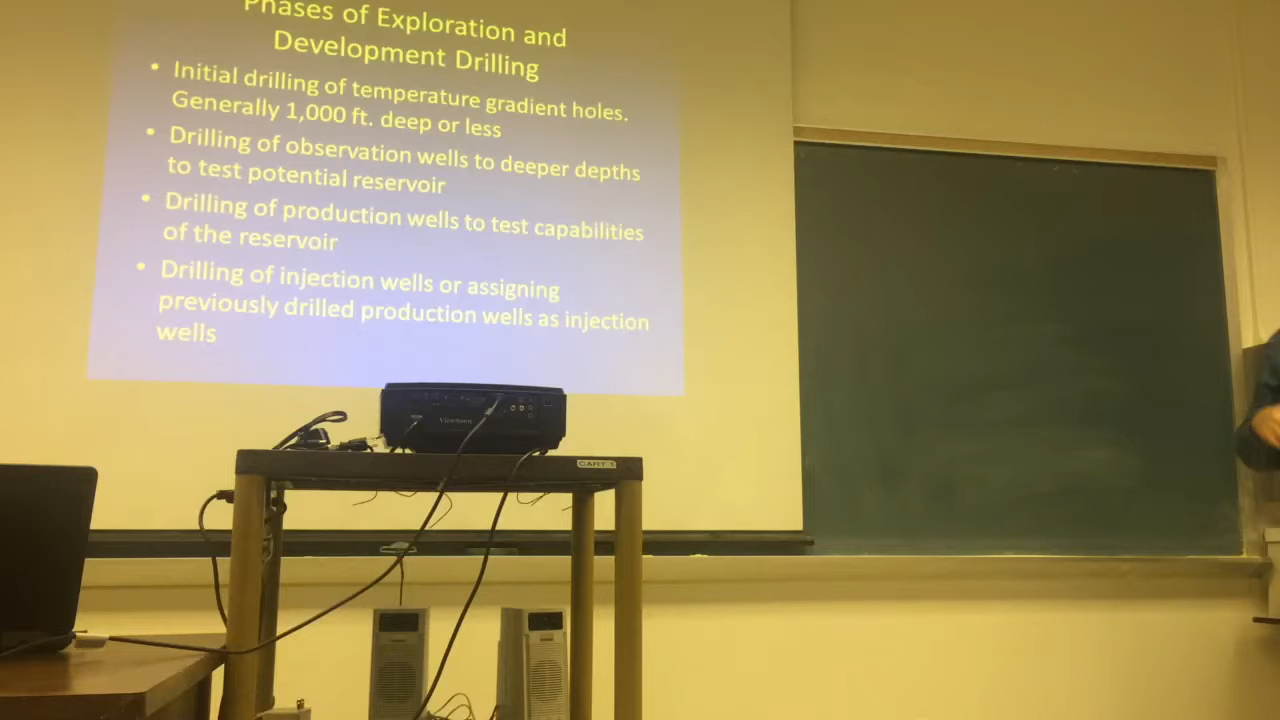 Phases of Exploration and
Development Drilling
• Initial drilling of temperature gradient holes.
Generally 1,000 ft. deep or less
• Drilling of observation wells to deeper depths
to test potential reservoir
• Drilling of production wells to test capabilities
of the reservoir
• Drilling of injection wells or assigning
previously drilled production wells as injection
wells
ViewSonic
CART 1